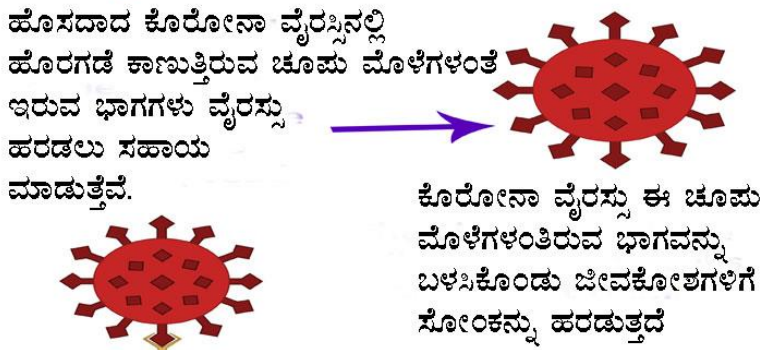 ಹೊಸದಾದ ಕೊರೋನಾ ವೈರಸ್ಸಿನಲ್ಲಿ
ಹೊರಗಡೆ ಕಾಣುತ್ತಿರುವ ಚೂಪು ಮೊಳೆಗಳಂತೆ
ಇರುವ ಭಾಗಗಳು ವೈರಸ್ಸು
ಹರಡಲು ಸಹಾಯ
ಮಾಡುತ್ತೆವೆ.
ಕೊರೋನಾ ವೈರಸ್ಸು ಈ ಚೂಪು
ಮೊಳೆಗಳಂತಿರುವ ಭಾಗವನ್ನು
ಬಳಸಿಕೊಂಡು ಜೀವಕೋಶಗಳಿಗೆ
ಸೋಂಕನ್ನು ಹರಡುತ್ತದೆ